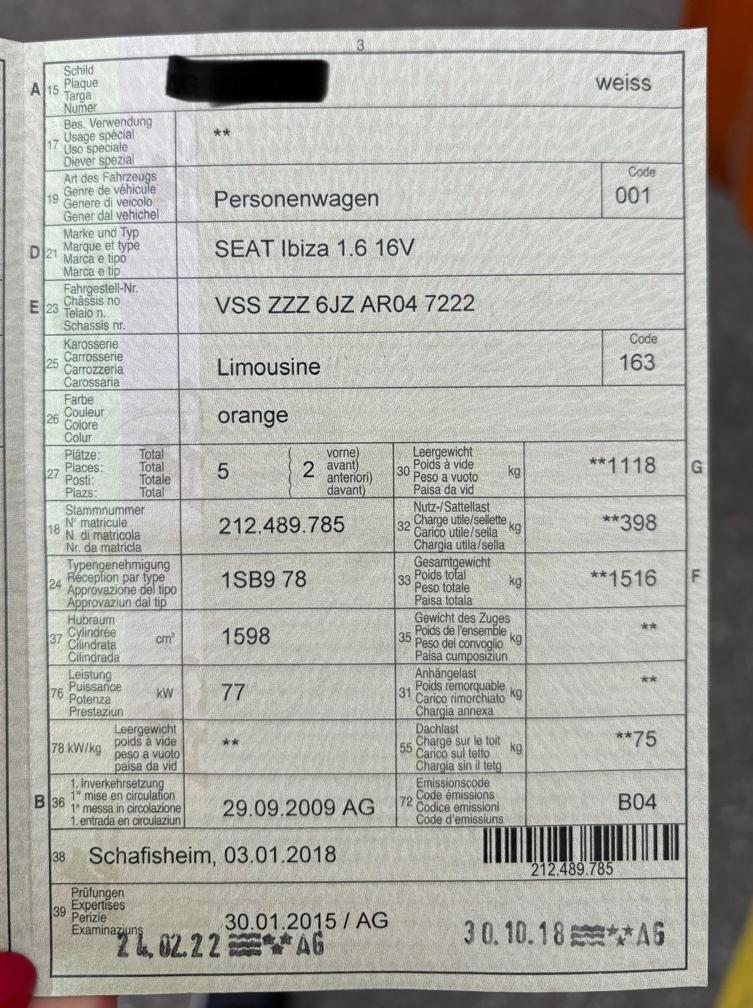 3
A 15 Schild
Plaque
Targa
Numer
AG
weiss
17 Bes. Verwendung
Usage spécial
Uso speciale
Diever spezial
**
19 Art des Fahrzeugs
Genre de véhicule
Genere di veicolo
Gener dal vehichel
Personenwagen
Code
001
D 21 Marke und Typ
Marque et type
Marca e tipo
Marca e tip
SEAT Ibiza 1.6 16V
E 23 Fahrgestell-Nr.
Châssis no
Telaio n.
Schassis nr.
VSS ZZZ 6JZ AR04 7222
25 Karosserie
Carrosserie
Carrozzeria
Carossaria
Limousine
Code
163
26 Farbe
Couleur
Colore
Colur
orange
27 Plätze: Total
Places: Total
Posti: Totale
Plazs: Total
5
2
vorne)
avant)
anteriori)
davant)
30 Leergewicht
Poids à vide
Peso a vuoto
Paisa da vid
kg
**1118
G
18 Stammnummer
N° matricule
N. di matricola
Nr. da matricla
212.489.785
32 Nutz-/Sattellast
Charge utile/sellette
Carico utile/sella
Chargia utila/sella
kg
**398
24 Typengenehmigung
Réception par type
Approvazione del tipo
Approvaziun dal tip
1SB9 78
33 Gesamtgewicht
Poids total
Peso totale
Paisa totala
kg
**1516
F
37 Hubraum
Cylindrée
Cilindrata
Cilindrada
cm³
1598
35 Gewicht des Zuges
Poids de l'ensemble
Peso del convoglio
Paisa cumposiziun
kg
**
76 Leistung
Puissance
Potenza
Prestaziun
kW
77
31 Anhängelast
Poids remorquable
Carico rimorchiato
Chargia annexa
kg
**
78 kW/kg
Leergewicht
poids à vide
peso a vuoto
paisa da vid
**
55 Dachlast
Charge sur le toit
Carico sul tetto
Chargia sin il tetg
kg
**75
B 36 1. Inverkehrsetzung
1re mise en circulation
1a messa in circolazione
1. entrada en circulaziun
29.09.2009 AG
72 Emissionscode
Code émissions
Codice emissioni
Code d'emissiuns
B04
38 Schafisheim, 03.01.2018
212.489.785
39 Prüfungen
Expertises
Perizie
Examinaziuns
30.01.2015 / AG
24.02.22 AG
30.10.18 AG